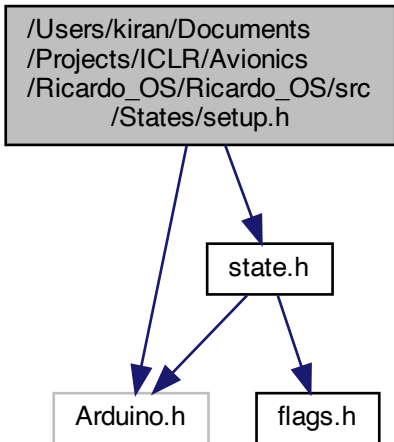 /Users/kiran/Documents
/Projects/ICLR/Avionics
/Ricardo_OS/Ricardo_OS/src
/States/setup.h
state.h
Arduino.h
flags.h